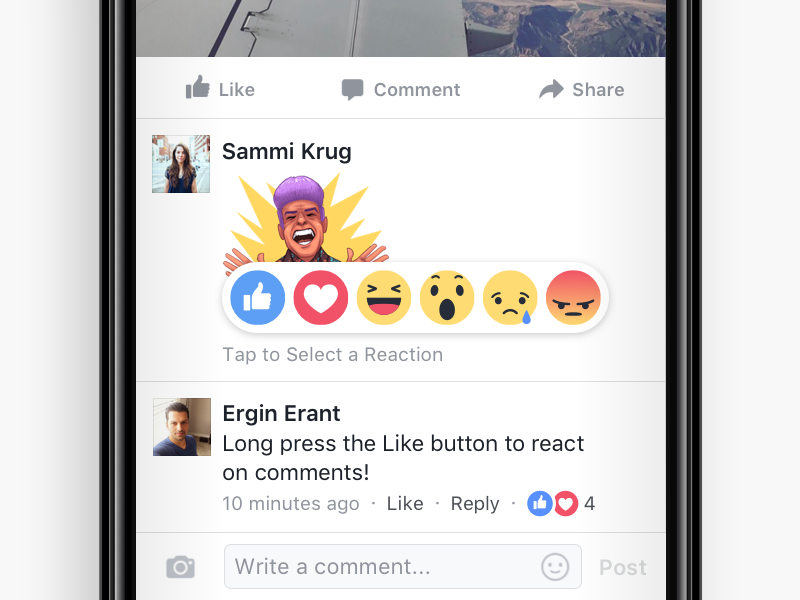 Like Comment Share
Sammi Krug
Tap to Select a Reaction
Ergin Erant
Long press the Like button to react
on comments!
10 minutes ago · Like · Reply · 4
Write a comment... Post